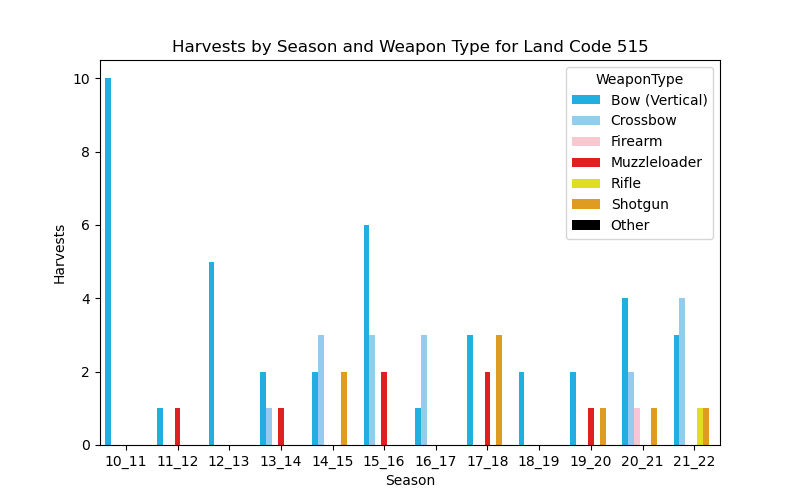 Harvests by Season and Weapon Type for Land Code 515
WeaponType
Bow (Vertical)
Crossbow
Firearm
Muzzleloader
Rifle
Shotgun
Other
Harvests
10
8
6
4
2
0
10_11 11_12 12_13 13_14 14_15 15_16 16_17 17_18 18_19 19_20 20_21 21_22
Season